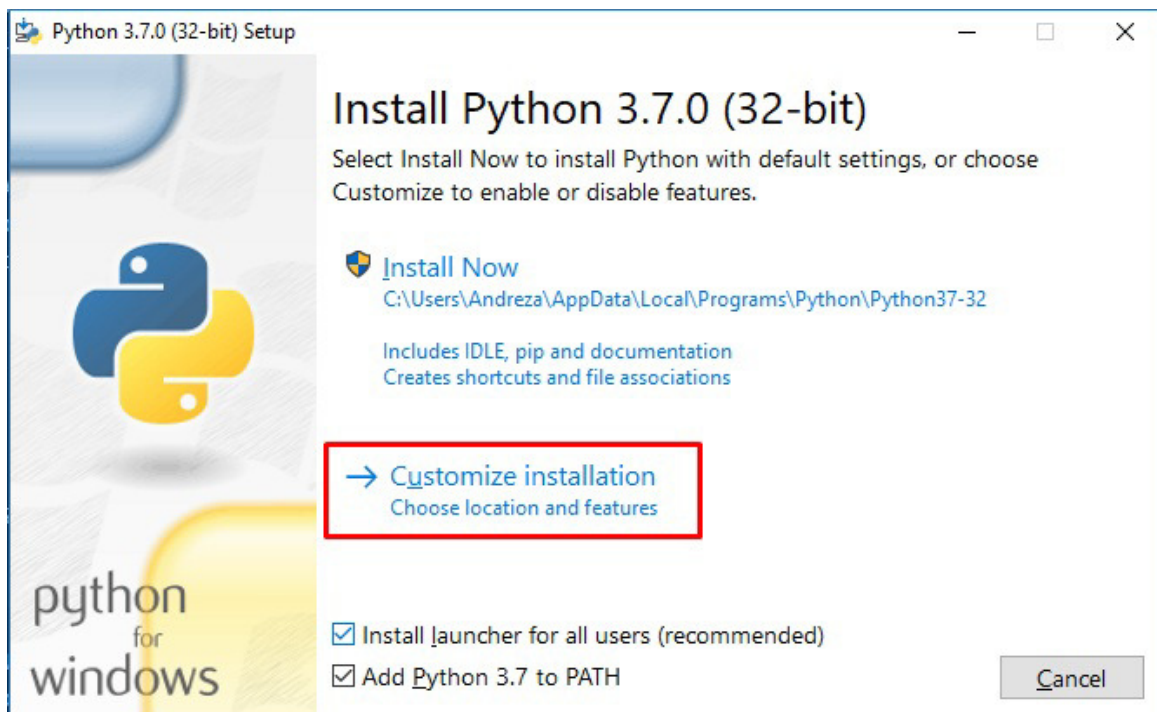 Python 3.7.0 (32-bit) Setup
Install Python 3.7.0 (32-bit)
Select Install Now to install Python with default settings, or choose
Customize to enable or disable features.
Install Now
C:\Users\Andreza\AppData\Local\Programs\Python\Python37-32
Includes IDLE, pip and documentation
Creates shortcuts and file associations
Customize installation
Choose location and features
python
for
windows
Install launcher for all users (recommended)
Add Python 3.7 to PATH
Cancel